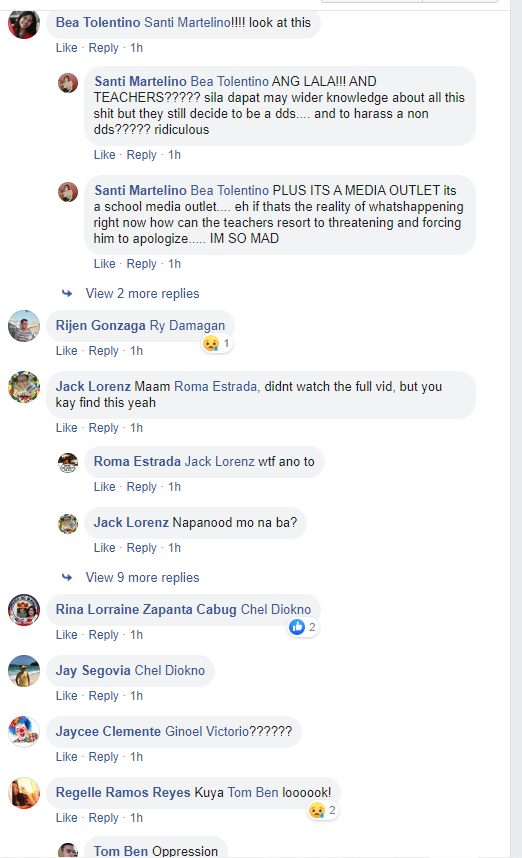 Bea Tolentino Santi Martelino!!!! look at this
Like · Reply · 1h
Santi Martelino Bea Tolentino ANG LALA!!! AND
TEACHERS????? sila dapat may wider knowledge about all this
shit but they still decide to be a dds.... and to harass a non
dds????? ridiculous
Like · Reply · 1h
Santi Martelino Bea Tolentino PLUS ITS A MEDIA OUTLET its
a school media outlet.... eh if thats the reality of whatshappening
right now how can the teachers resort to threatening and forcing
him to apologize..... IM SO MAD
Like · Reply · 1h
View 2 more replies
Rijen Gonzaga Ry Damagan
1
Like · Reply · 1h
Jack Lorenz Maam Roma Estrada, didnt watch the full vid, but you
kay find this yeah
Like · Reply · 1h
Roma Estrada Jack Lorenz wtf ano to
Like · Reply · 1h
Jack Lorenz Napanood mo na ba?
Like · Reply · 1h
View 9 more replies
Rina Lorraine Zapanta Cabug Chel Diokno
2
Like · Reply · 1h
Jay Segovia Chel Diokno
Like · Reply · 1h
Jaycee Clemente Ginoel Victorio??????
Like · Reply · 1h
Regelle Ramos Reyes Kuya Tom Ben loooook!
2
Like · Reply · 1h
Tom Ben Oppression